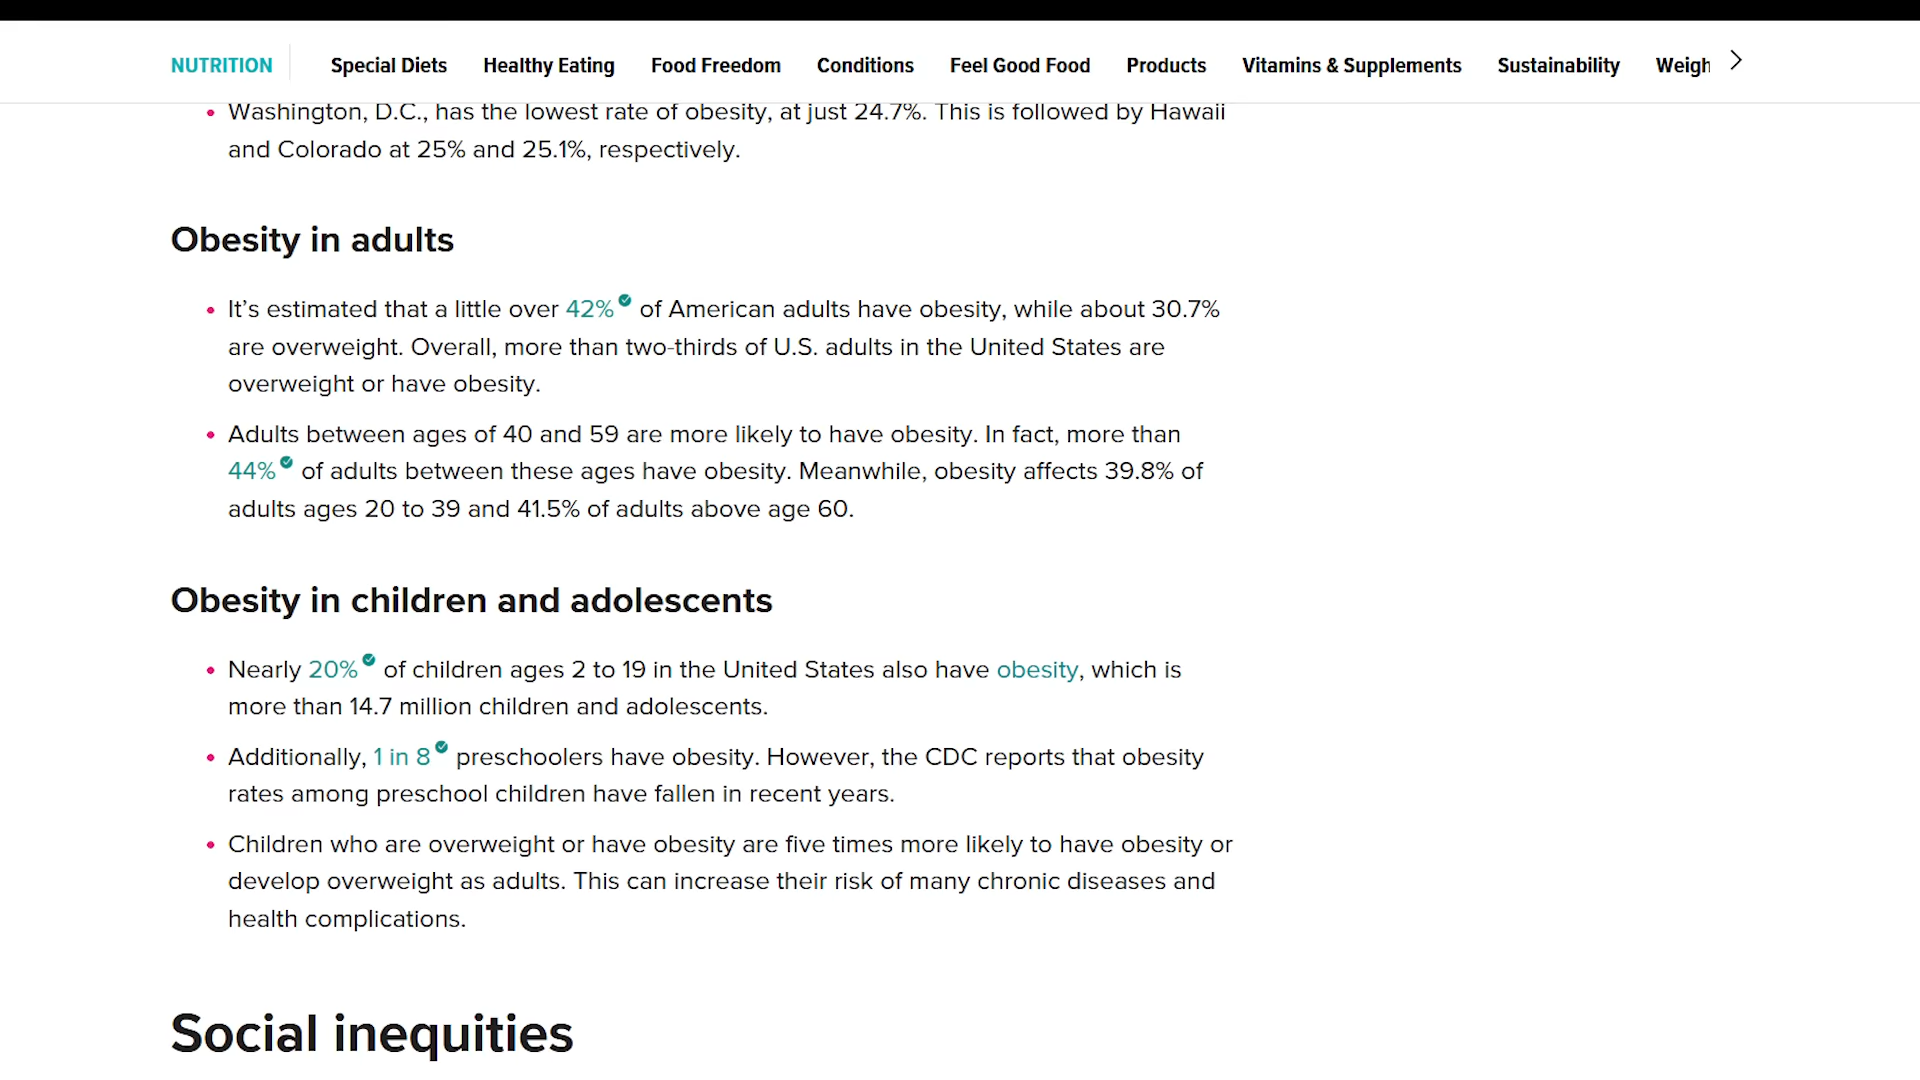 NUTRITION Special Diets Healthy Eating Food Freedom Conditions Feel Good Food Products Vitamins & Supplements Sustainability Weigh
• Washington, D.C., has the lowest rate of obesity, at just 24.7%. This is followed by Hawaii
and Colorado at 25% and 25.1%, respectively.
Obesity in adults
• It’s estimated that a little over 42% of American adults have obesity, while about 30.7%
are overweight. Overall, more than two-thirds of U.S. adults in the United States are
overweight or have obesity.
• Adults between ages of 40 and 59 are more likely to have obesity. In fact, more than
44% of adults between these ages have obesity. Meanwhile, obesity affects 39.8% of
adults ages 20 to 39 and 41.5% of adults above age 60.
Obesity in children and adolescents
• Nearly 20% of children ages 2 to 19 in the United States also have obesity, which is
more than 14.7 million children and adolescents.
• Additionally, 1 in 8 preschoolers have obesity. However, the CDC reports that obesity
rates among preschool children have fallen in recent years.
• Children who are overweight or have obesity are five times more likely to have obesity or
develop overweight as adults. This can increase their risk of many chronic diseases and
health complications.
Social inequities